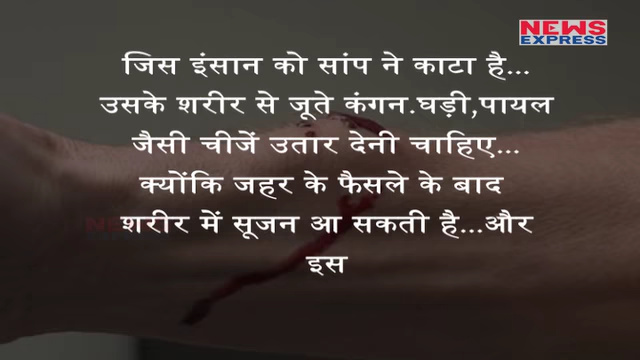 NEWS
EXPRESS
जिस इंसान को सांप ने काटा है...
उसके शरीर से जूते कंगन.घड़ी,पायल
जैसी चीजें उतार देनी चाहिए...
क्योंकि जहर के फैसले के बाद
शरीर में सूजन आ सकती है...और
इस